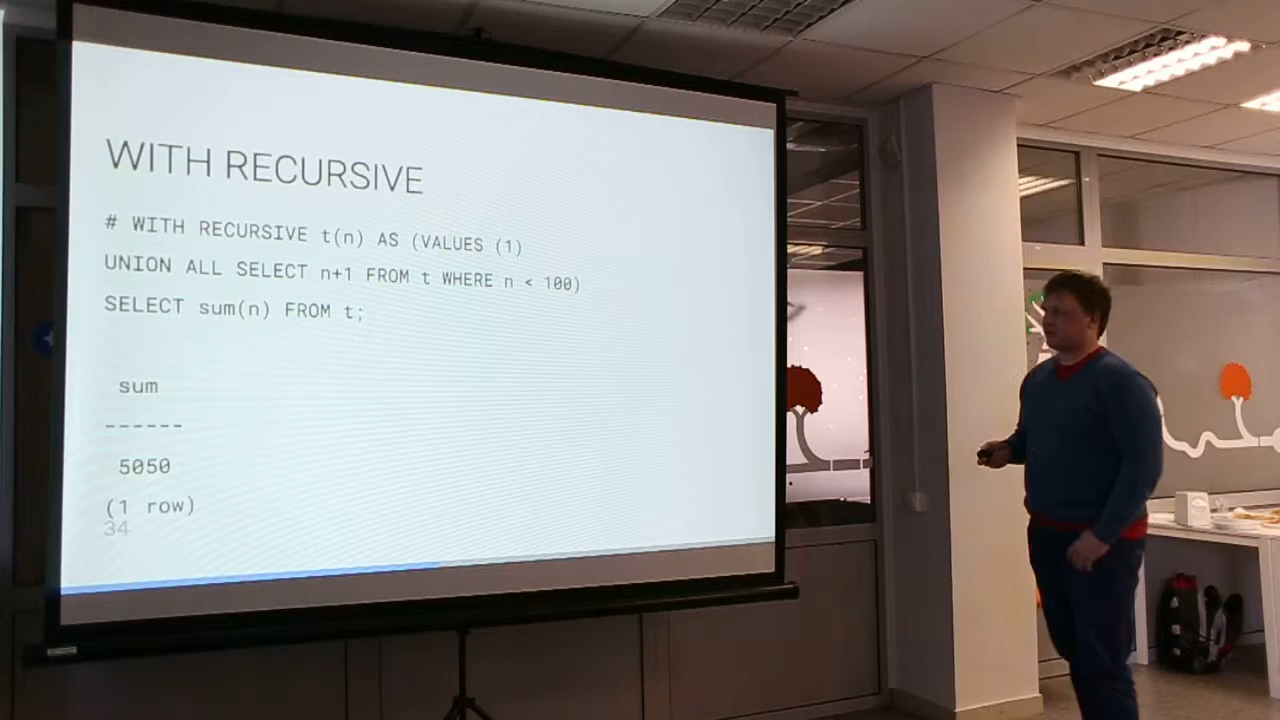 WITH RECURSIVE
# WITH RECURSIVE t(n) AS (VALUES (1)
UNION ALL SELECT n+1 FROM t WHERE n < 100)
SELECT sum(n) FROM t;
sum
------
5050
(1 row)
34